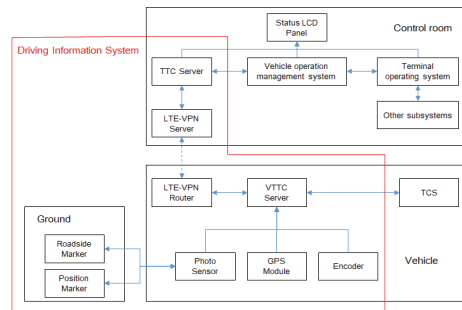 Status LCD
Panel
Control room
Driving Information System
TTC Server
Vehicle operation
management system
Terminal
operating system
LTE-VPN
Server
Other subsystems
LTE-VPN
Router
VTTC
Server
TCS
Ground
Roadside
Marker
Position
Marker
Photo
Sensor
GPS
Module
Encoder
Vehicle